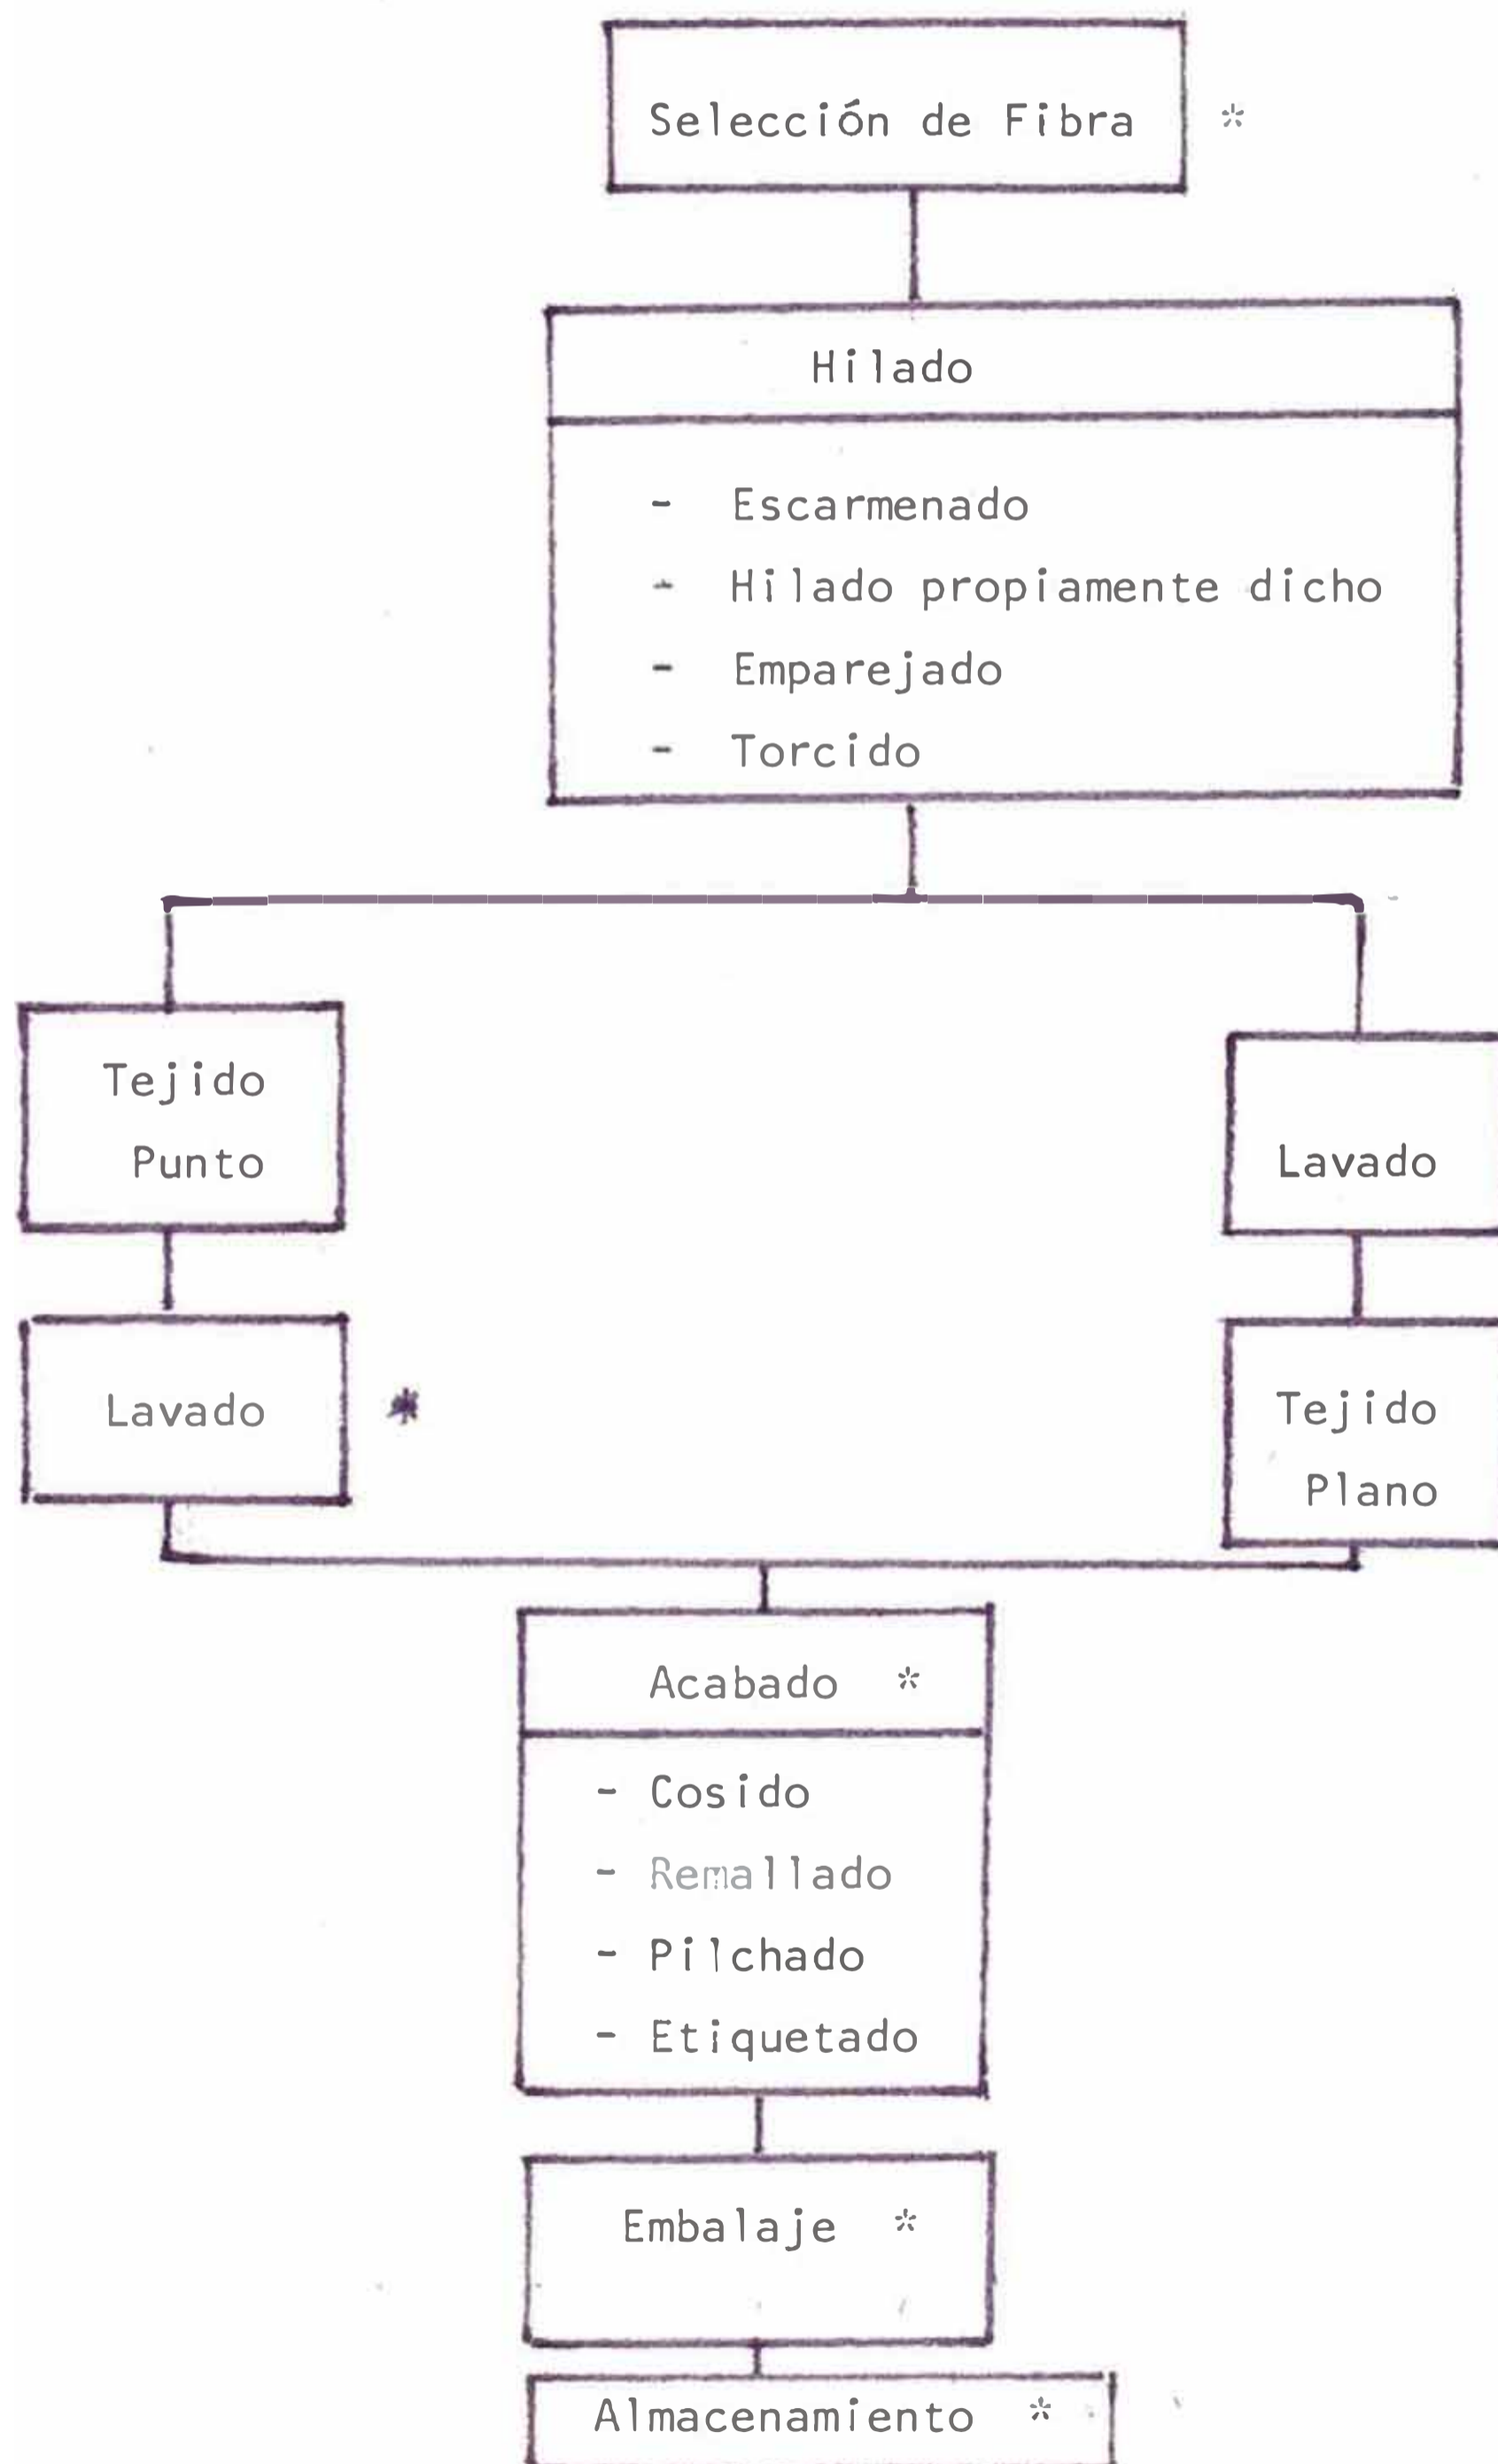 Selección de Fibra *
Hilado
- Escarmenado
- Hilado propiamente dicho
- Emparejado
- Torcido
Tejido
Punto
Lavado *
Lavado
Tejido
Plano
Acabado *
- Cosido
- Remallado
- Pilchado
- Etiquetado
Embalaje *
Almacenamiento *